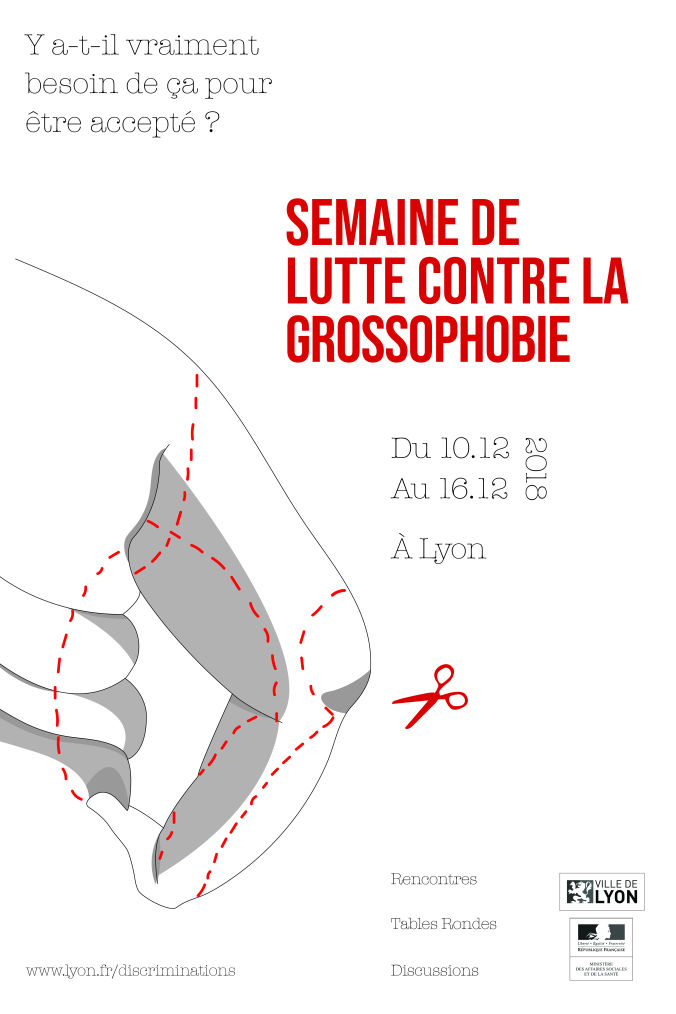 Y a-t-il vraiment
besoin de ça pour
être accepté ?
SEMAINE DE
LUTTE CONTRE LA
GROSSOPHOBIE
Du 10.12
Au 16.12
2018
À Lyon
Rencontres
Tables Rondes
Discussions
www.lyon.fr/discriminations
VILLE DE
LYON
Liberté • Égalité • Fraternité
RÉPUBLIQUE FRANÇAISE
MINISTÈRE
DES AFFAIRES SOCIALES
ET DE LA SANTÉ